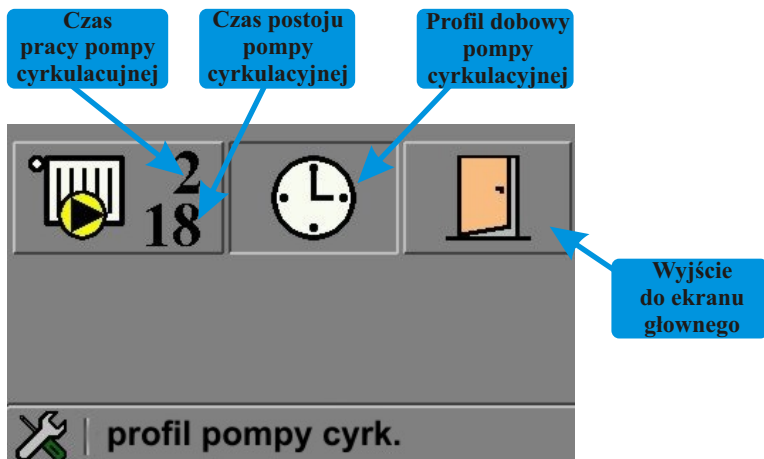 Czas
pracy pompy
cyrkulacujnej
Czas postoju
pompy
cyrkulacyjnej
Profil dobowy
pompy
cyrkulacyjnej
2
18
Wyjście
do ekranu
głownego
profil pompy cyrk.